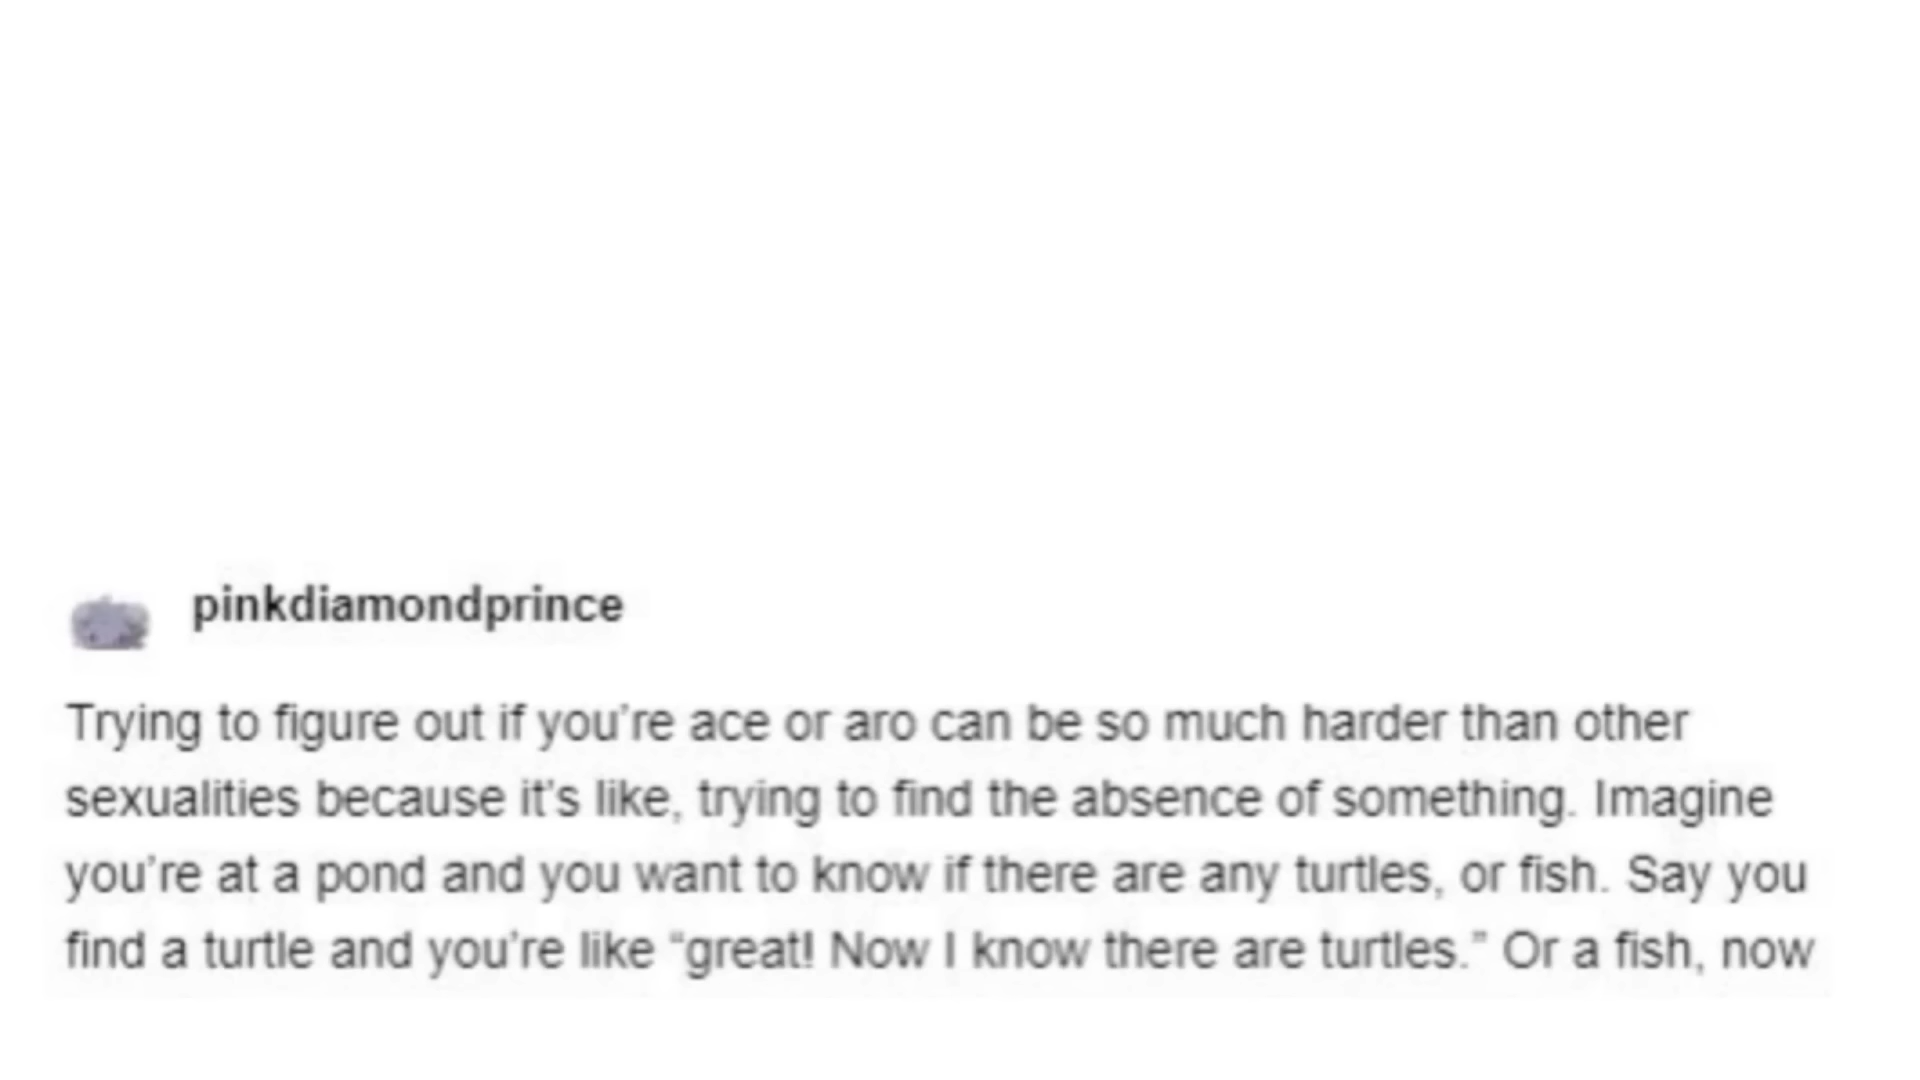 pinkdiamondprince
Trying to figure out if you’re ace or aro can be so much harder than other
sexualities because it’s like, trying to find the absence of something. Imagine
you’re at a pond and you want to know if there are any turtles, or fish. Say you
find a turtle and you’re like “great! Now I know there are turtles.” Or a fish, now